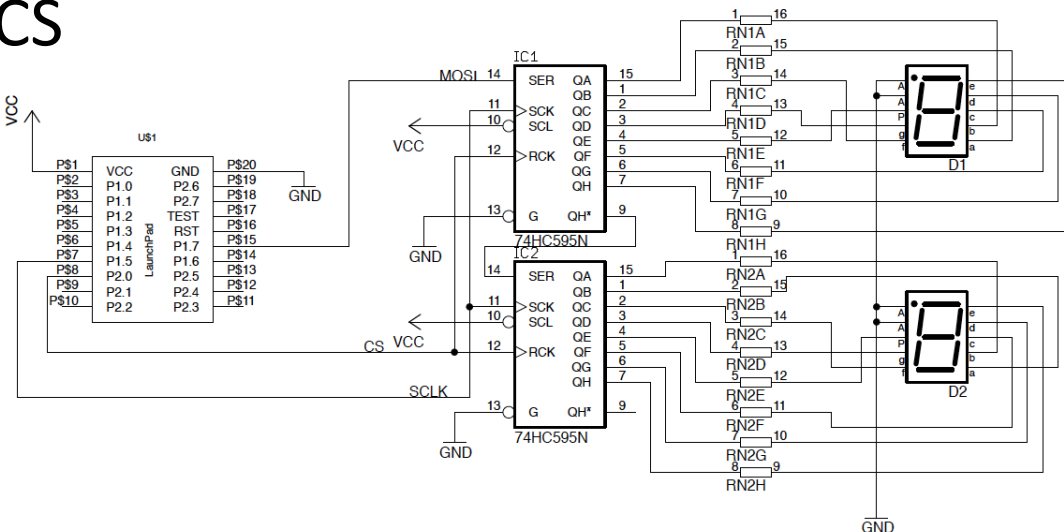 CS
VCC
U$1
P$1 VCC GND P$20
P$2 P1.0 P2.6 P$19
P$3 P1.1 P2.7 P$18
P$4 P1.2 TEST P$17
P$5 P1.3 RST P$16
P$6 P1.4 P1.7 P$15
P$7 P1.5 P1.6 P$14
P$8 P2.0 P2.5 P$13
P$9 P2.1 P2.4 P$12
P$10 P2.2 P2.3 P$11
LaunchPad
GND
IC1
MOSI 14 SER QA 15
QB 1
11 SCK QC 2
10 SCL QD 3
VCC
QE 4
12 RCK QF 5
QG 6
QH 7
13 G QH* 9
GND
74HC595N
IC2
14 SER QA 15
QB 1
11 SCK QC 2
10 SCL QD 3
VCC
QE 4
CS 12 RCK QF 5
QG 6
QH 7
SCLK
13 G QH* 9
GND
74HC595N
1 16
RN1A
2 15
RN1B
3 14
RN1C
4 13
RN1D
5 12
RN1E
6 11
RN1F
7 10
RN1G
8 9
RN1H
1 16
RN2A
2 15
RN2B
3 14
RN2C
4 13
RN2D
5 12
RN2E
6 11
RN2F
7 10
RN2G
8 9
RN2H
A e
A d
P c
g b
f a
D1
A e
A d
P c
g b
f a
D2
GND